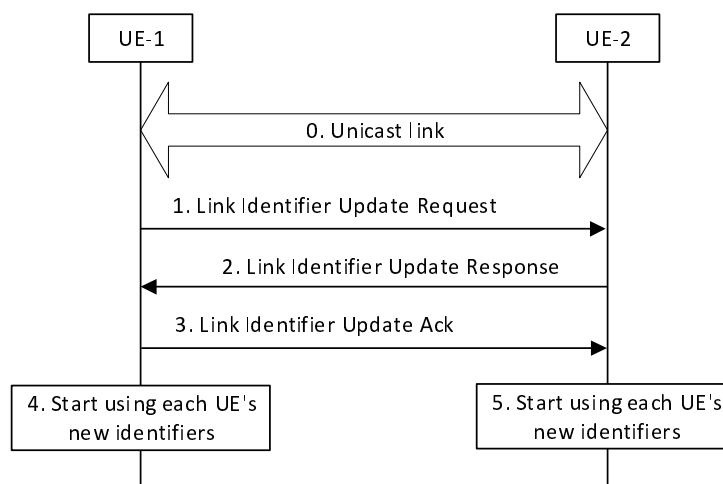 UE-1
UE-2
0. Unicast link
1. Link Identifier Update Request
2. Link Identifier Update Response
3. Link Identifier Update Ack
4. Start using each UE's
new identifiers
5. Start using each UE's
new identifiers